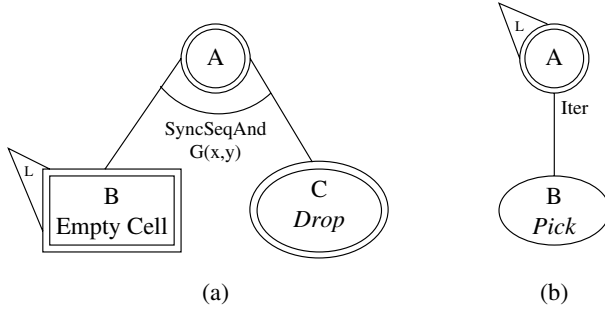 A
SyncSeqAnd
G(x,y)
L
B
Empty Cell
C
Drop
(a)
L
A
Iter
B
Pick
(b)